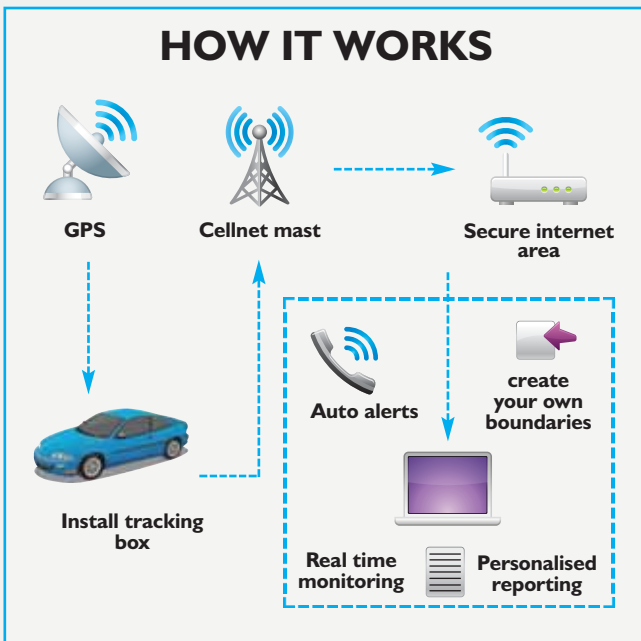 HOW IT WORKS
GPS
Cellnet mast
Secure internet
area
Auto alerts
create
your own
boundaries
Install tracking
box
Real time
monitoring
Personalised
reporting